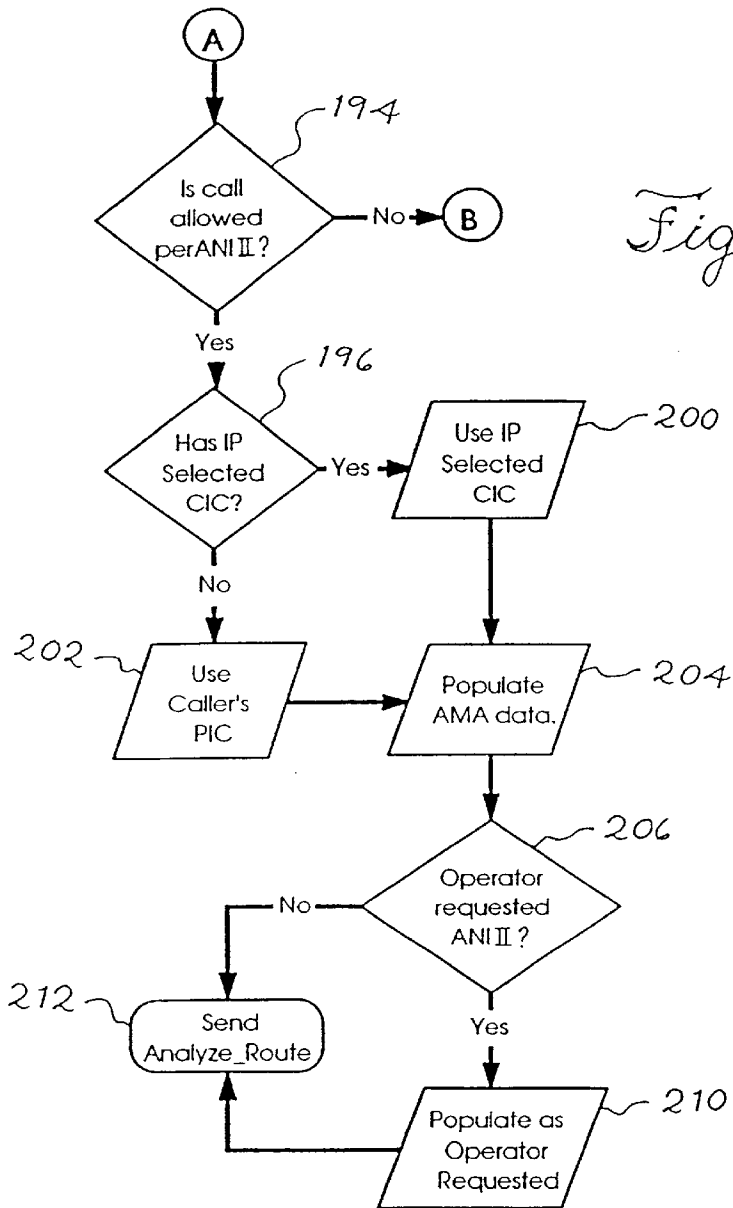 A
194
Is call
allowed
perANI II?
No
B
Fig
Yes
196
Has IP
Selected
CIC?
Yes
Use IP
Selected
CIC
200
No
202
Use
Caller's
PIC
Populate
AMA data.
204
206
Operator
requested
ANI II?
No
212
Send
Analyze_Route
Yes
Populate as
Operator
Requested
210